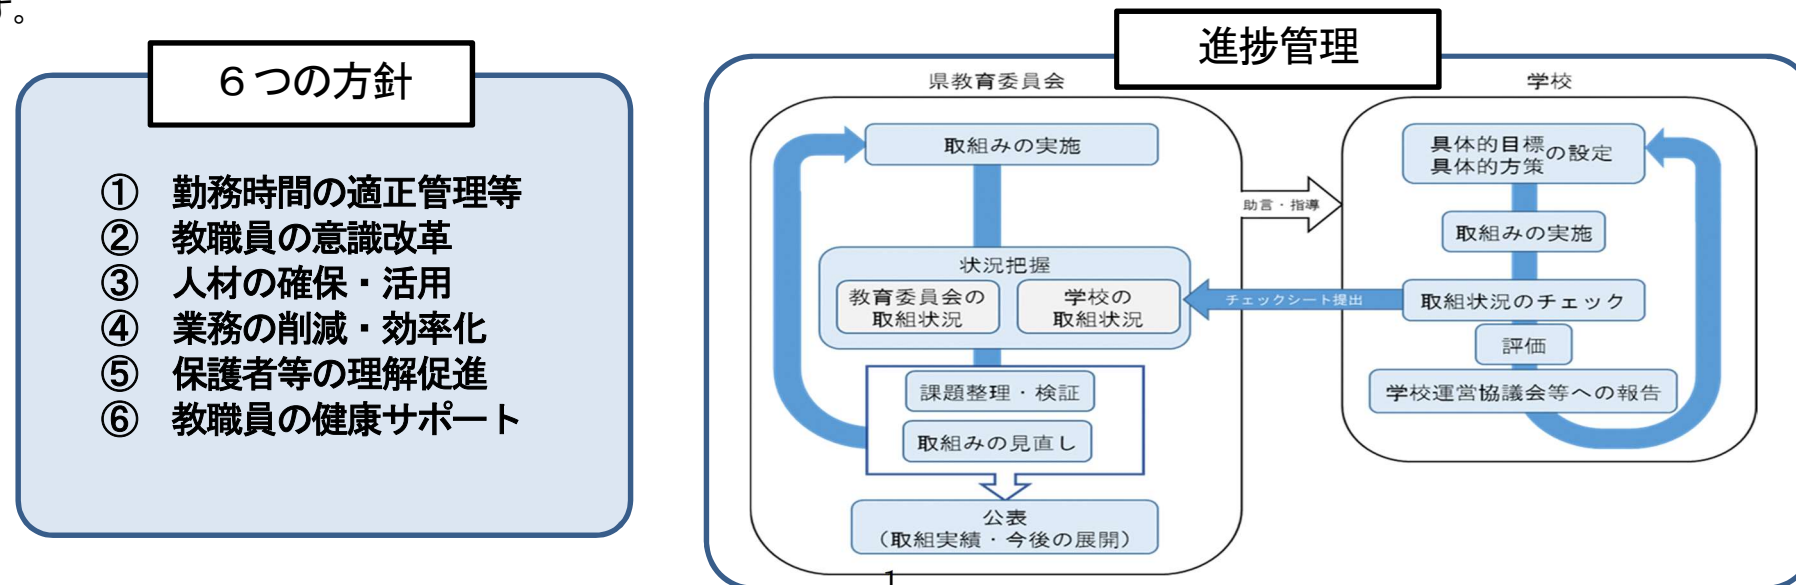 す。
６つの方針
① 勤務時間の適正管理等
② 教職員の意識改革
③ 人材の確保・活用
④ 業務の削減・効率化
⑤ 保護者等の理解促進
⑥ 教職員の健康サポート
進捗管理
県教育委員会
取組みの実施
状況把握
教育委員会の
取組状況
学校の
取組状況
課題整理・検証
取組みの見直し
公表
（取組実績・今後の展開）
助言・指導
チェックシート提出
学校
具体的目標
具体的方策
の設定
取組みの実施
取組状況のチェック
評価
学校運営協議会等への報告
1